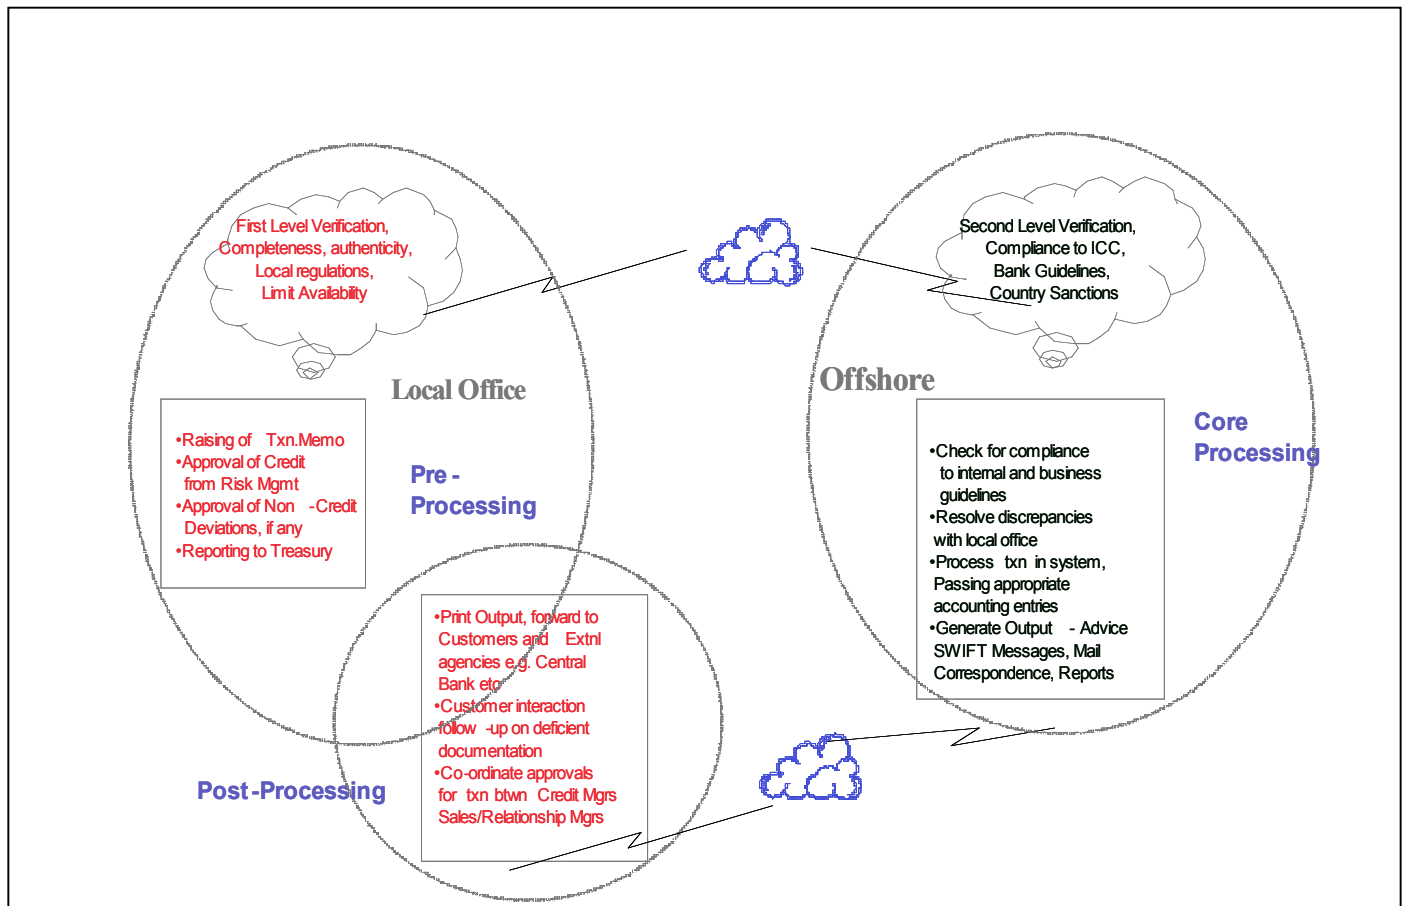 First Level Verification,
Completeness, authenticity,
Local regulations,
Limit Availability
Local Office
•Raising of Txn.Memo
•Approval of Credit
from Risk Mgmt
•Approval of Non -Credit
Deviations, if any
•Reporting to Treasury
Pre -
Processing
•Print Output, forward to
Customers and Extnl
agencies e.g. Central
Bank etc
•Customer interaction
follow -up on deficient
documentation
•Co-ordinate approvals
for txn btwn Credit Mgrs
Sales/Relationship Mgrs
Post -Processing
Second Level Verification,
Compliance to ICC,
Bank Guidelines,
Country Sanctions
Offshore
Core
Processing
•Check for compliance
to internal and business
guidelines
•Resolve discrepancies
with local office
•Process txn in system,
Passing appropriate
accounting entries
•Generate Output - Advice
SWIFT Messages, Mail
Correspondence, Reports